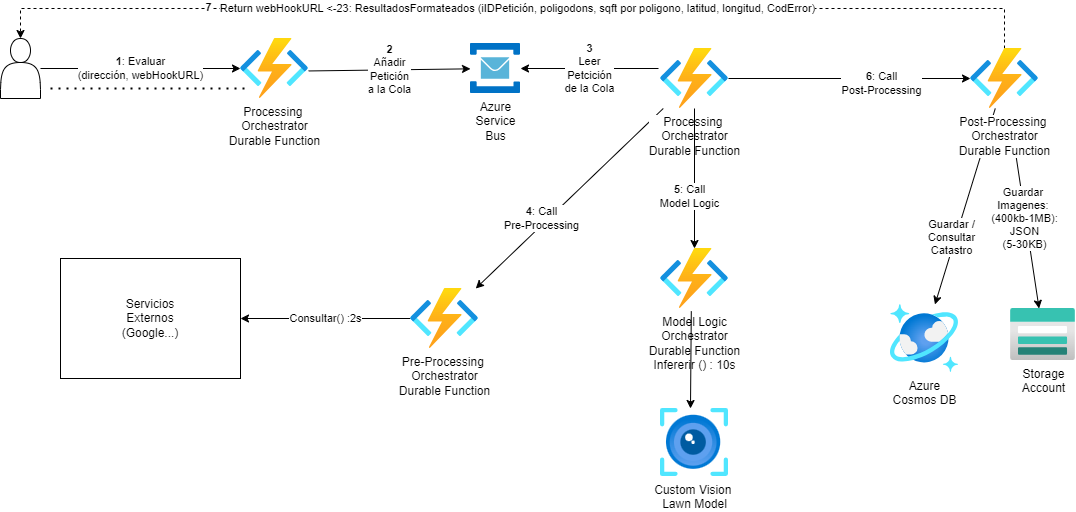 7 - Return webHookURL <-23: ResultadosFormateados (iIDPetición, poligodons, sqft por poligono, latitud, longitud, CodError)
1: Evaluar
(dirección, webHookURL)
2
Añadir
Petición
a la Cola
3
Leer
Petcición
de la Cola
6: Call
Post-Processing
Processing
Orchestrator
Durable Function
Azure
Service
Bus
Processing
Orchestrator
Durable Function
Post-Processing
Orchestrator
Durable Function
4: Call
Pre-Processing
5: Call
Model Logic
Guardar /
Consultar
Catastro
Guardar
Imagenes:
(400kb-1MB):
JSON
(5-30KB)
Servicios
Externos
(Google...)
Consultar() :2s
Pre-Processing
Orchestrator
Durable Function
Model Logic
Orchestrator
Durable Function
Infererir () : 10s
Azure
Cosmos DB
Storage
Account
Custom Vision
Lawn Model